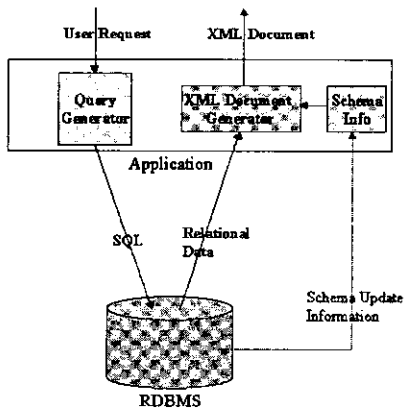 User Request
XML Document
Query
Generator
XML Document
Generator
Schema
Info
Application
SQL
Relational
Data
Schema Update
Information
RDBMS